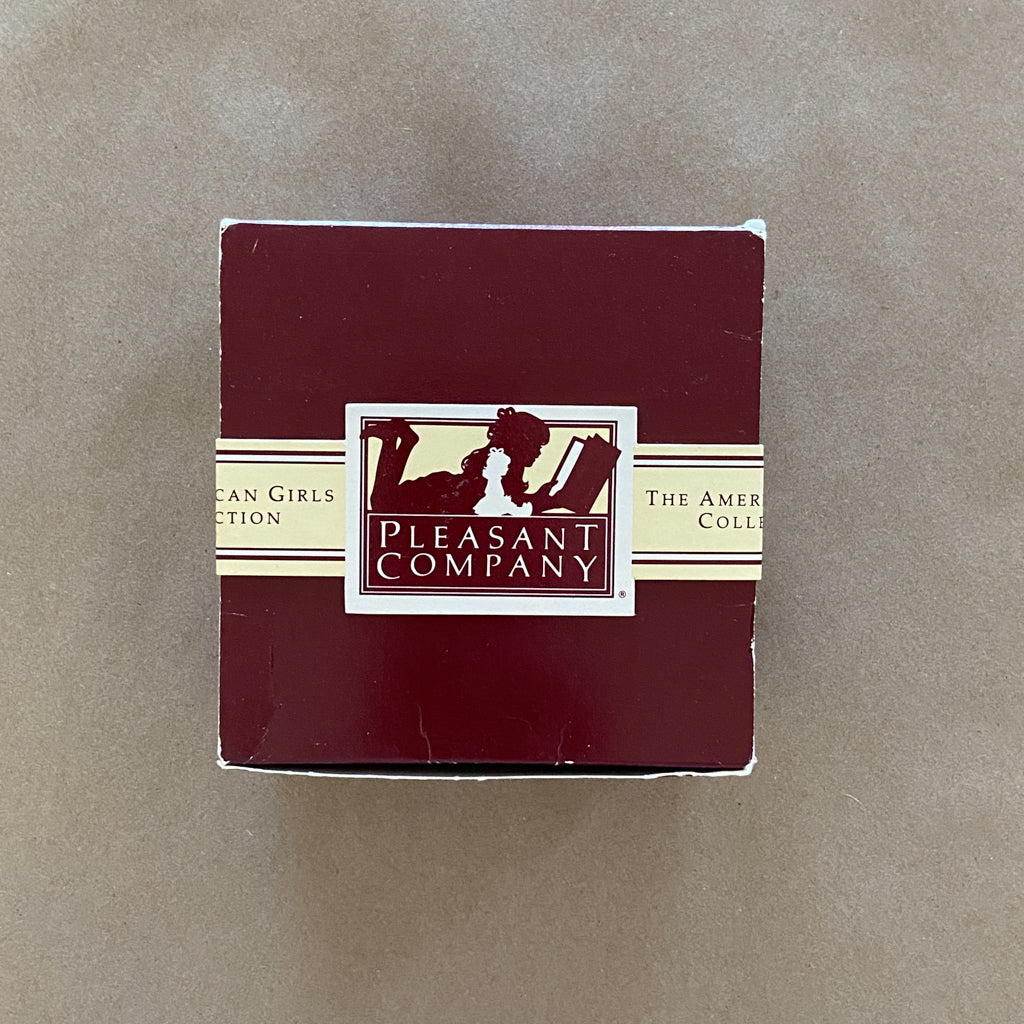 CAN GIRLS
CTION
PLEASANT
COMPANY
®
THE AMER
COLLE